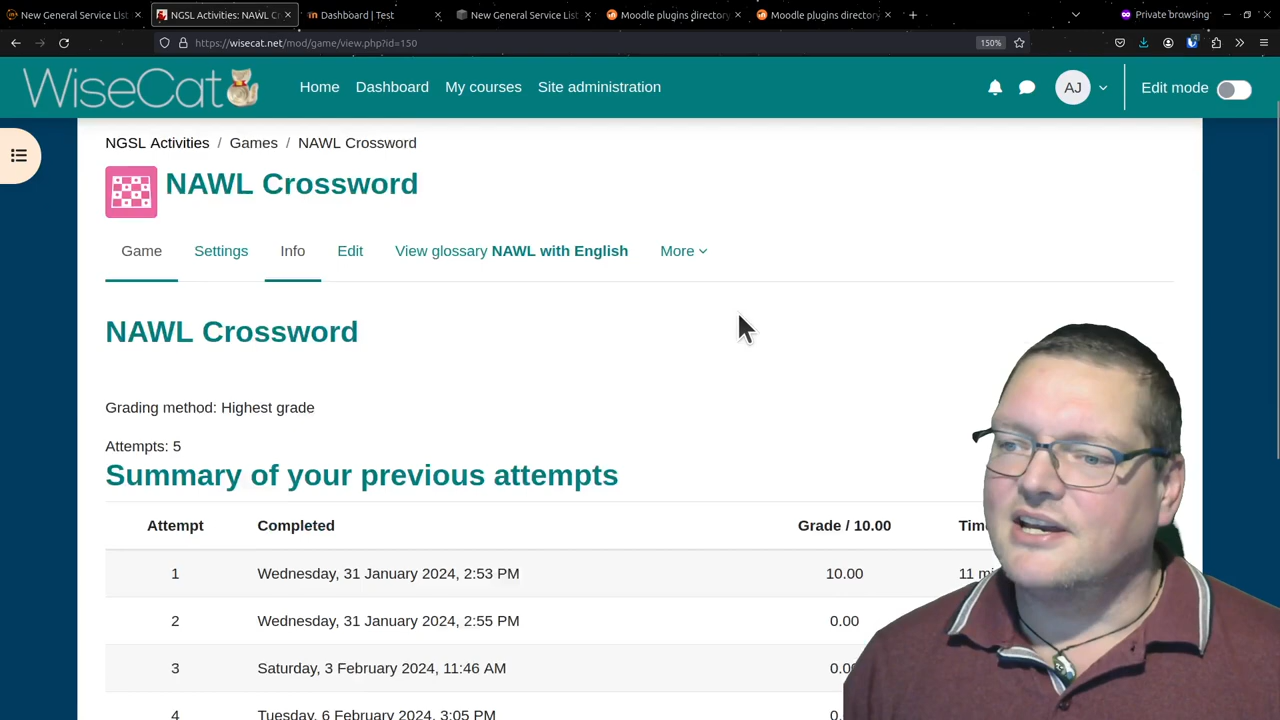 New General Service List
NGSL Activities: NAWL C
Dashboard | Test
New General Service List
Moodle plugins directory
Moodle plugins directory
Private browsing
https://wisecat.net/mod/game/view.php?id=150
150%
4
WiseCat
Home
Dashboard
My courses
Site administration
AJ
Edit mode
NGSL Activities / Games / NAWL Crossword
NAWL Crossword
Game
Settings
Info
Edit
View glossary NAWL with English
More
NAWL Crossword
Grading method: Highest grade
Attempts: 5
Summary of your previous attempts
Attempt Completed Grade / 10.00
1 Wednesday, 31 January 2024, 2:53 PM 10.00 11
2 Wednesday, 31 January 2024, 2:55 PM 0.00
3 Saturday, 3 February 2024, 11:46 AM
4 Tuesday, 6 February 2024, 3:05 PM